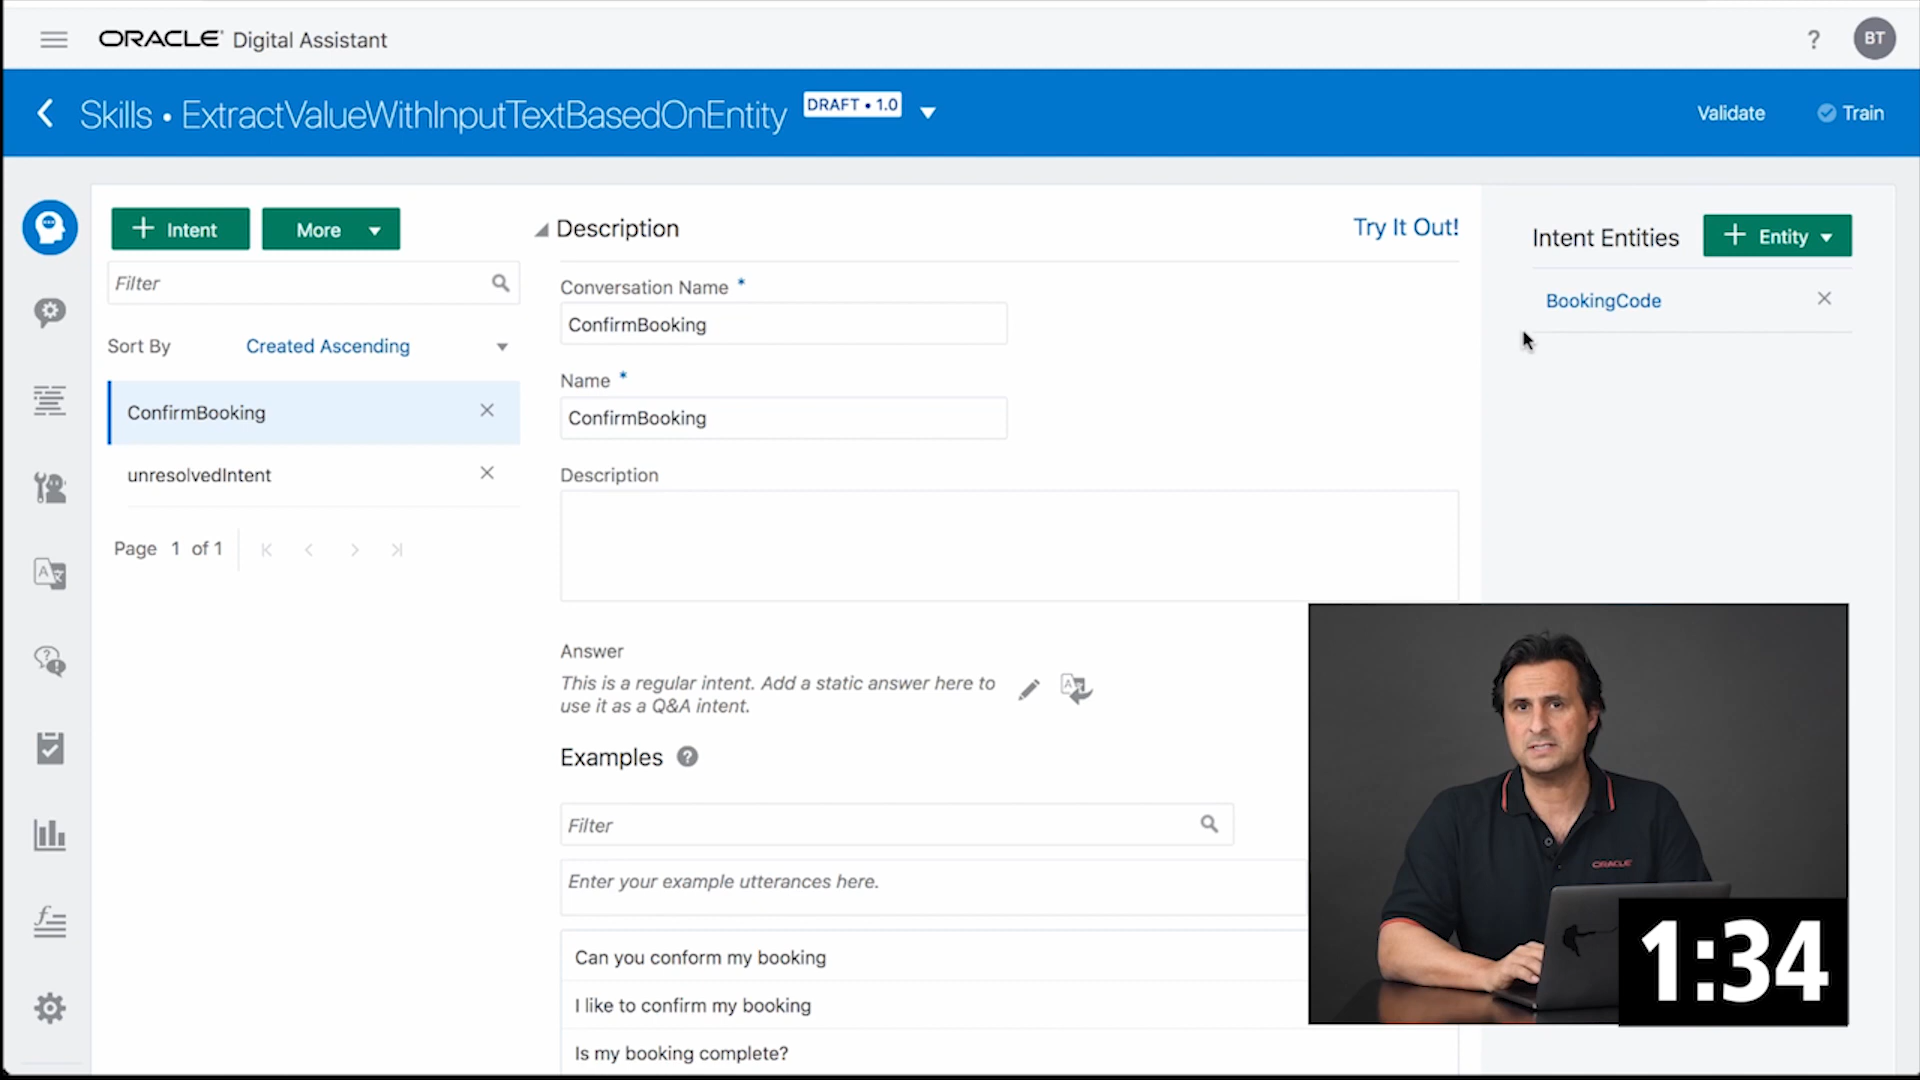 ORACLE Digital Assistant
? BT
Skills • ExtractValueWithInputTextBasedOnEntity DRAFT • 1.0
Validate Train
+ Intent More
Filter
Sort By Created Ascending
ConfirmBooking
unresolvedIntent
Page 1 of 1
Description Try It Out!
Conversation Name *
ConfirmBooking
Name *
ConfirmBooking
Description
Answer
This is a regular intent. Add a static answer here to
use it as a Q&A intent.
Examples ?
Filter
Enter your example utterances here.
Can you conform my booking
I like to confirm my booking
Is my booking complete?
Intent Entities + Entity
BookingCode
ORACLE
1:34